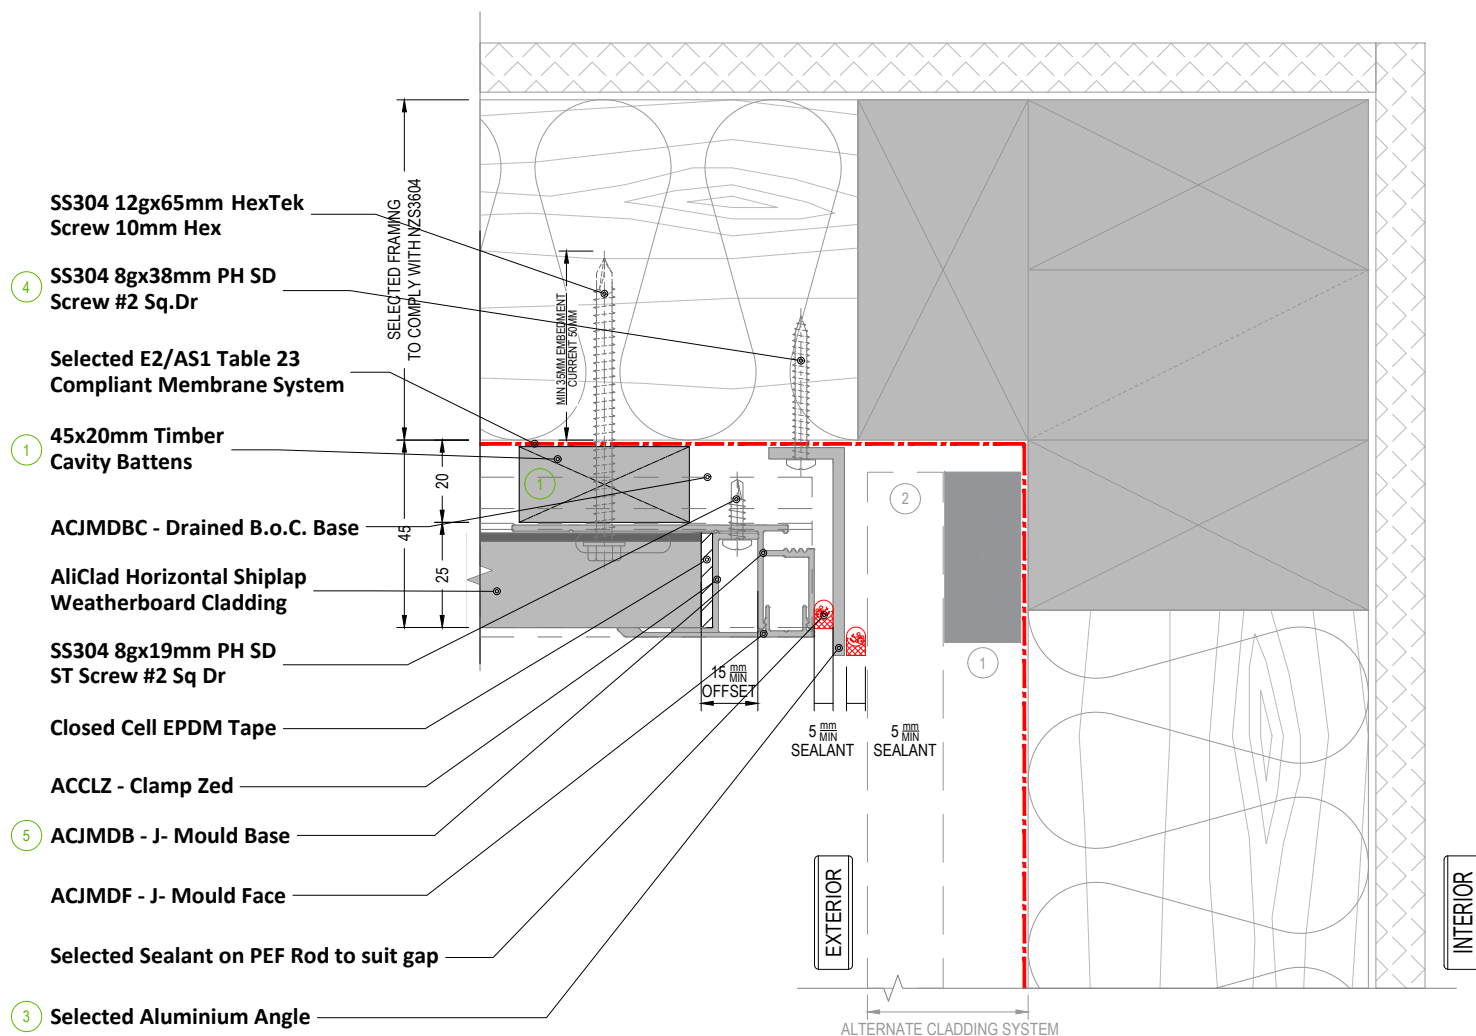 SS304 12gx65mm HexTek
Screw 10mm Hex
4
SS304 8gx38mm PH SD
Screw #2 Sq.Dr
Selected E2/AS1 Table 23
Compliant Membrane System
1
45x20mm Timber
Cavity Battens
ACJMDBC - Drained B.o.C. Base
AliClad Horizontal Shiplap
Weatherboard Cladding
SS304 8gx19mm PH SD
ST Screw #2 Sq Dr
Closed Cell EPDM Tape
ACCLZ - Clamp Zed
5
ACJMDB - J- Mould Base
ACJMDF - J- Mould Face
Selected Sealant on PEF Rod to suit gap
3
Selected Aluminium Angle
SELECTED FRAMING
TO COMPLY WITH NZS3604
MIN 35MM EMBEDMENT
CURRENT 50MM
45
20
25
1
2
1
15 mm MIN
OFFSET
5 mm MIN
SEALANT
5 mm MIN
SEALANT
EXTERIOR
INTERIOR
ALTERNATE CLADDING SYSTEM